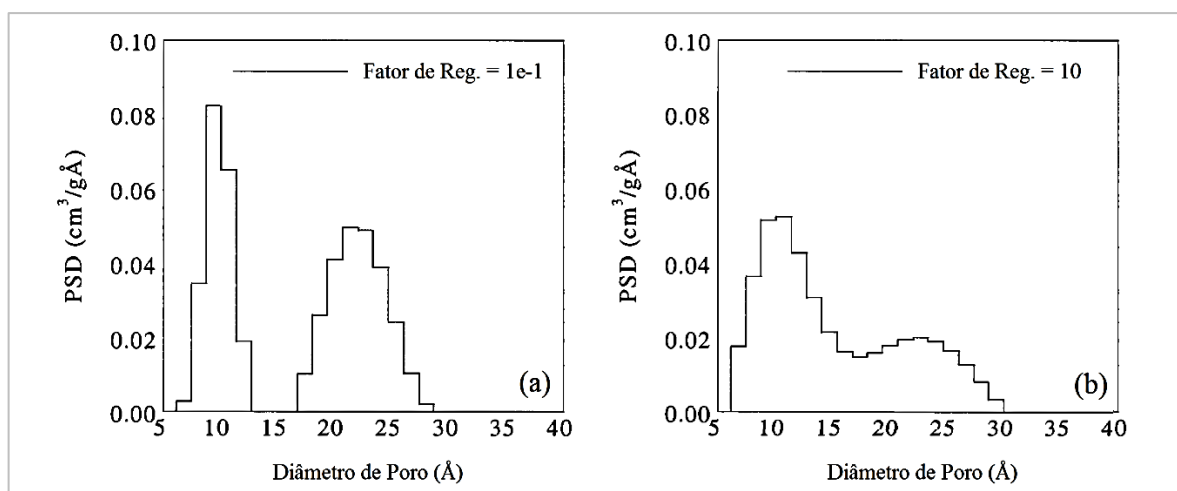 0.10
0.08
0.06
0.04
0.02
0.00
PSD (cm³/gÅ)
Fator de Reg. = 1e-1
(a)
5 10 15 20 25 30 35 40
Diâmetro de Poro (Å)
0.10
0.08
0.06
0.04
0.02
0.00
PSD (cm³/gÅ)
Fator de Reg. = 10
(b)
5 10 15 20 25 30 35 40
Diâmetro de Poro (Å)